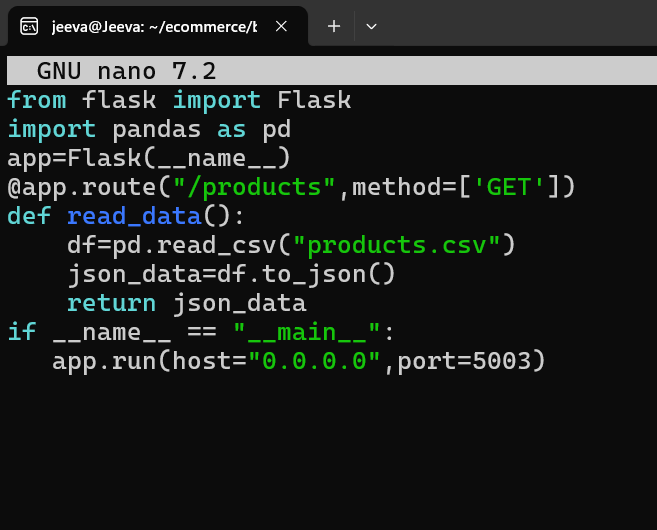 jeeva@Jeeva: ~/ecommerce/b
GNU nano 7.2
from flask import Flask
import pandas as pd
app=Flask(__name__)
@app.route("/products",method=['GET'])
def read_data():
    df=pd.read_csv("products.csv")
    json_data=df.to_json()
    return json_data
if __name__ == "__main__":
   app.run(host="0.0.0.0",port=5003)